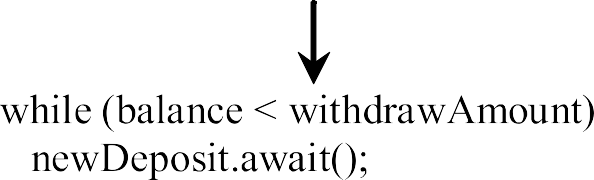 while (balance < withdrawAmount)
newDeposit.await();